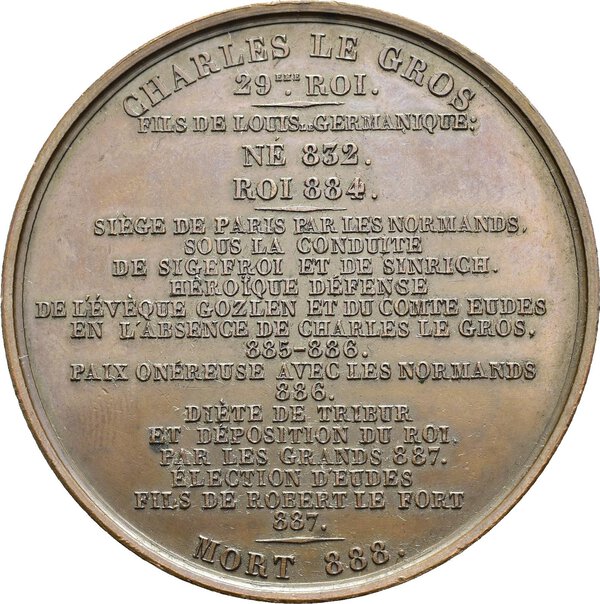 CHARLES LE GROS
29EME. ROI.
FILS DE LOUIS LE GERMANIQUE;
NÉ 832.
ROI 884.
SIÈGE DE PARIS PAR LES NORMANDS,
SOUS LA CONDUITE
DE SIGEFROI ET DE SINRICH.
HÉROÏQUE DÉFENSE
DE L'ÉVÈQUE GOZLEN ET DU COMTE EUDES
EN L'ABSENCE DE CHARLES LE GROS,
885-886.
PAIX ONÉREUSE AVEC LES NORMANDS
886.
DIÈTE DE TRIBUR
ET DÉPOSITION DU ROI,
PAR LES GRANDS 887.
ÉLECTION D'EUDES
FILS DE ROBERT LE FORT
887.
MORT 888.